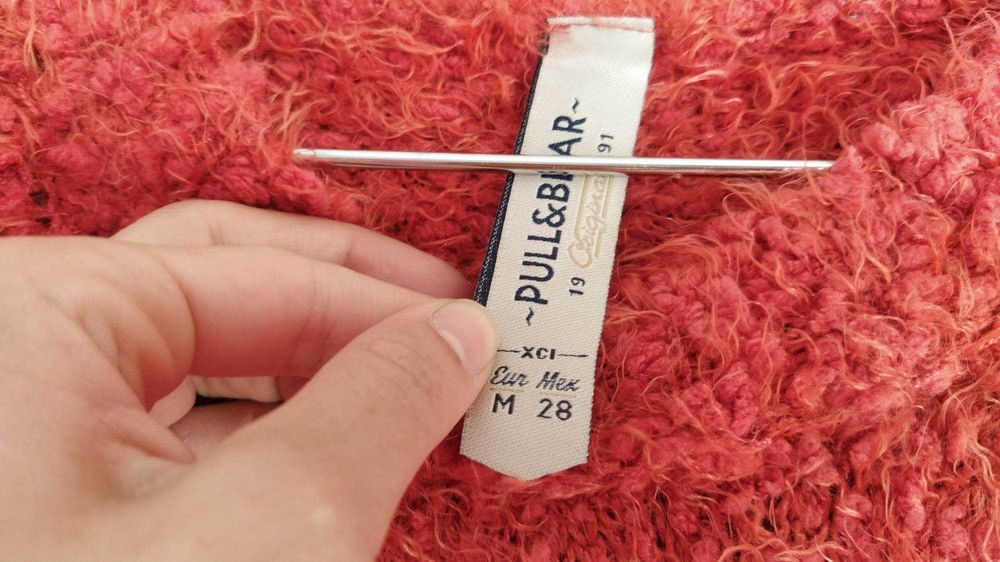 ~PULL&BEAR~
19 Original 91
XCI
Eur Mex
M 28